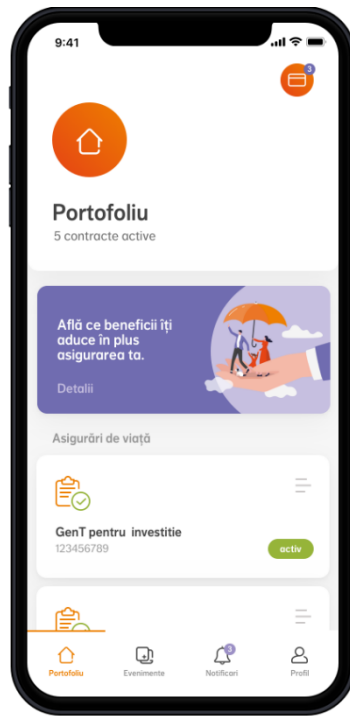 9:41
3
Portofoliu
5 contracte active
Află ce beneficii îți
aduce în plus
asigurarea ta.
Detalii
Asigurări de viață
GenT pentru investitie
123456789
activ
3
Portofoliu
Evenimente
Notificari
Profil